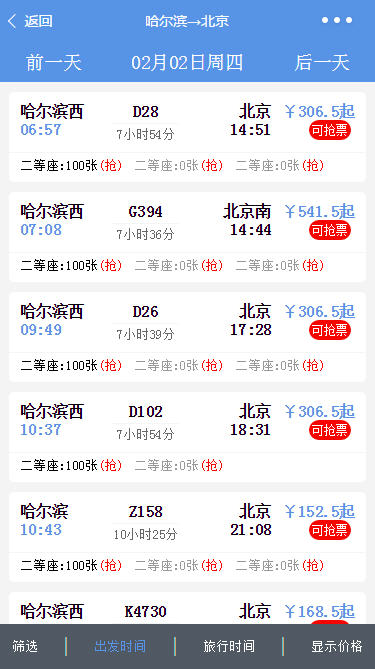 返回 哈尔滨→北京
前一天 02月02日周四 后一天
哈尔滨西 D28 北京 ￥306.5起
06:57 7小时54分 14:51 可抢票
二等座:100张(抢) 二等座:0张(抢) 二等座:0张(抢)
哈尔滨西 G394 北京南 ￥541.5起
07:08 7小时36分 14:44 可抢票
二等座:100张(抢) 二等座:0张(抢) 二等座:0张(抢)
哈尔滨西 D26 北京 ￥306.5起
09:49 7小时39分 17:28 可抢票
二等座:100张(抢) 二等座:0张(抢) 二等座:0张(抢)
哈尔滨西 D102 北京 ￥306.5起
10:37 7小时54分 18:31 可抢票
二等座:100张(抢) 二等座:0张(抢)
哈尔滨 Z158 北京 ￥152.5起
10:43 10小时25分 21:08 可抢票
二等座:100张(抢) 二等座:0张(抢) 二等座:0张(抢)
哈尔滨西 K4730 北京 ￥168.5起
筛选 出发时间 旅行时间 显示价格